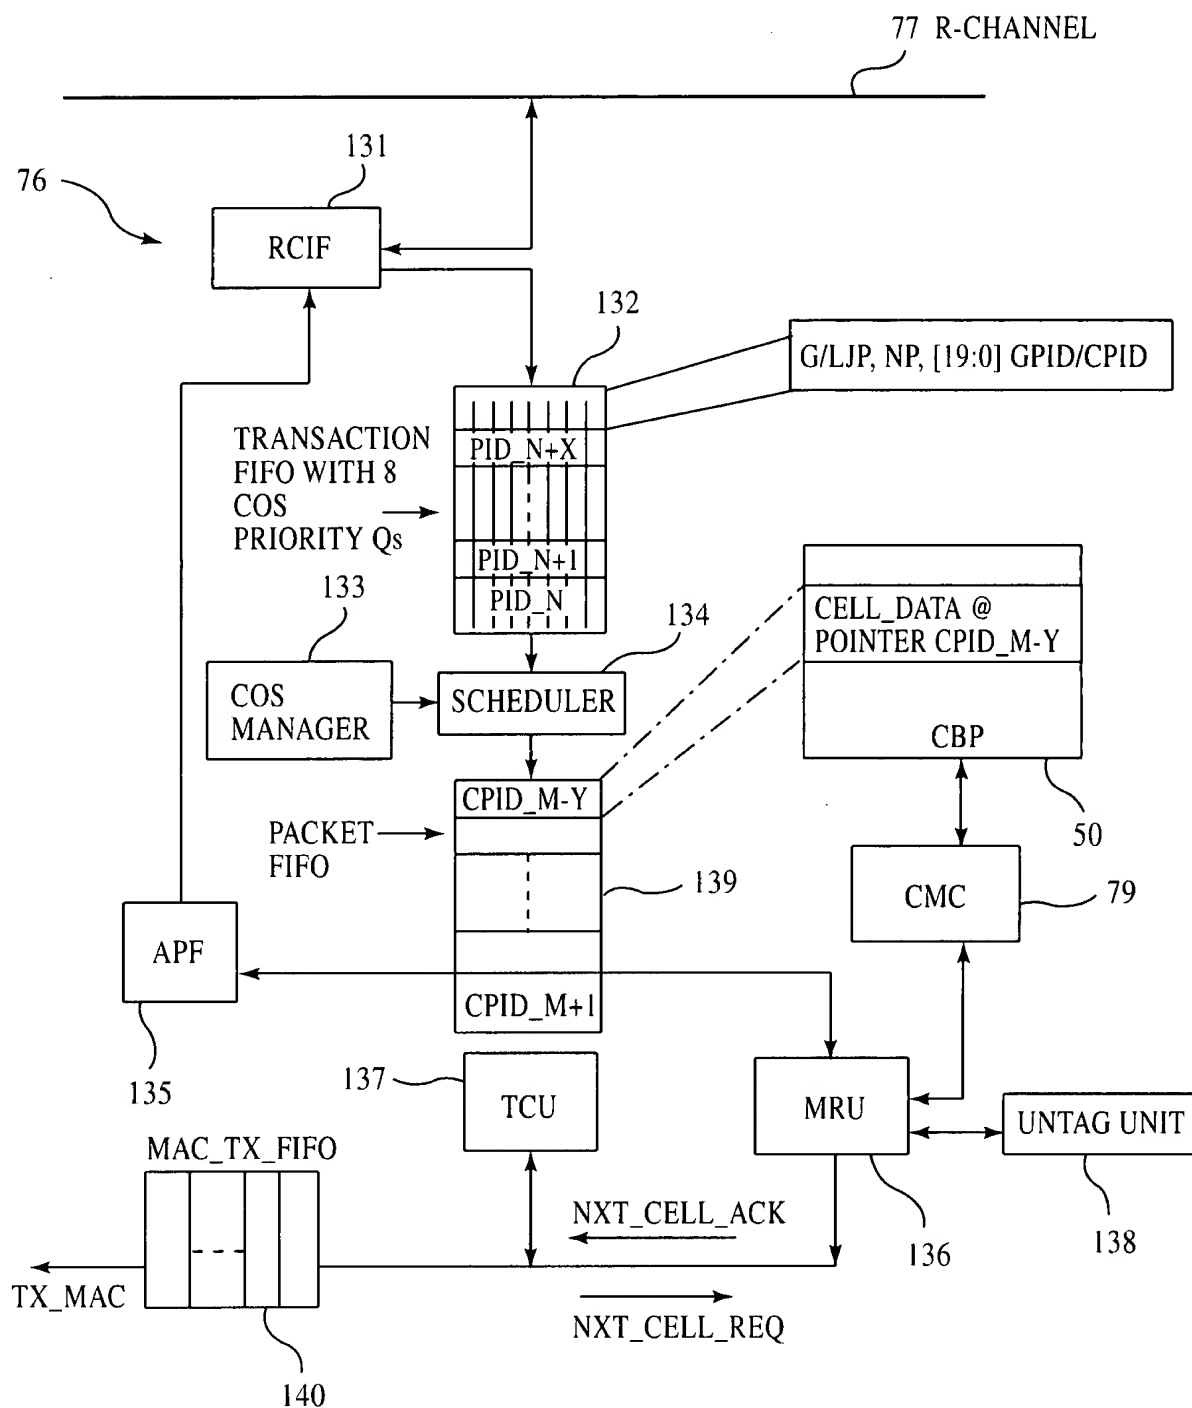 77 R-CHANNEL
131
76
RCIF
132
G/LJP, NP, [19:0] GPID/CPID
TRANSACTION
FIFO WITH 8
COS
PRIORITY Qs
PID_N+X
PID_N+1
PID_N
133
134
COS
MANAGER
SCHEDULER
CELL_DATA @
POINTER CPID_M-Y
CBP
50
CPID_M-Y
PACKET
FIFO
139
CMC
79
APF
135
CPID_M+1
137
TCU
MRU
136
UNTAG UNIT
138
MAC_TX_FIFO
NXT_CELL_ACK
TX_MAC
NXT_CELL_REQ
140